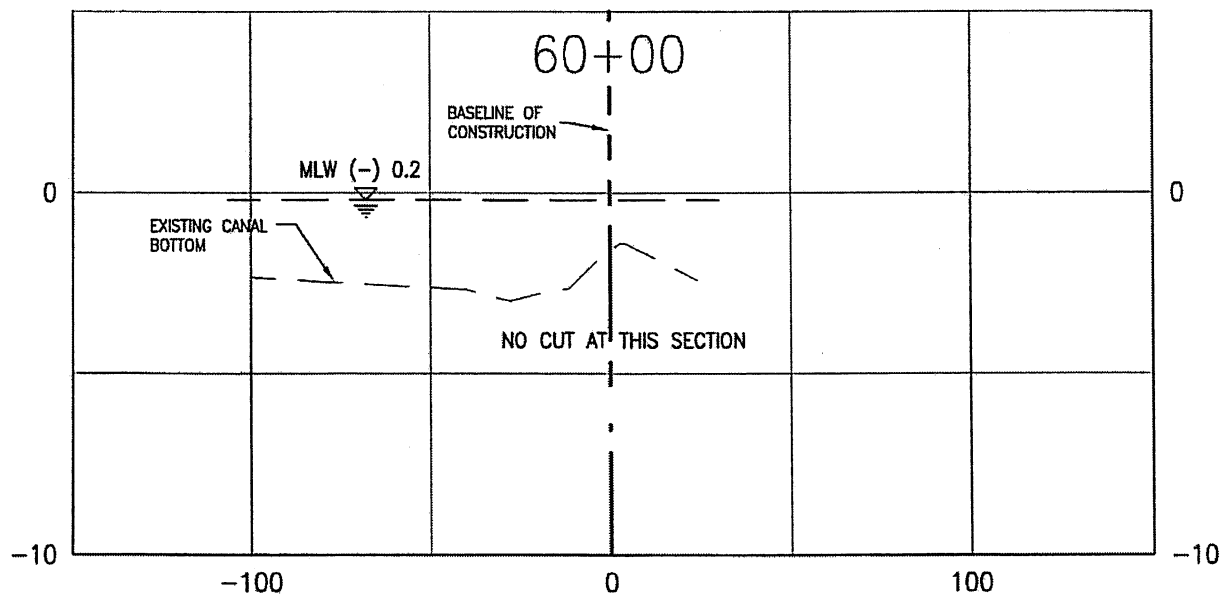 60+00
BASELINE OF
CONSTRUCTION
MLW (-) 0.2
0
0
EXISTING CANAL
BOTTOM
NO CUT AT THIS SECTION
-10
-10
-100
0
100